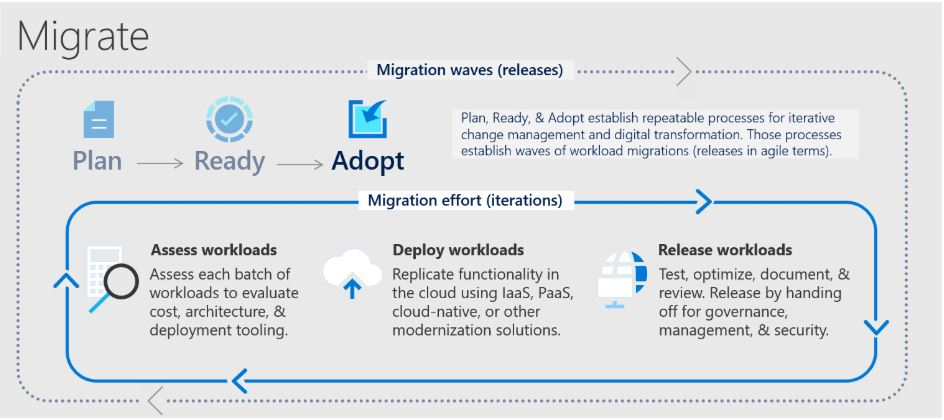 Migrate
Migration waves (releases)
Plan
Ready
Adopt
Plan, Ready, & Adopt establish repeatable processes for iterative
change management and digital transformation. Those processes
establish waves of workload migrations (releases in agile terms).
Migration effort (iterations)
Assess workloads
Assess each batch of
workloads to evaluate
cost, architecture, &
deployment tooling.
Deploy workloads
Replicate functionality in
the cloud using IaaS, PaaS,
cloud-native, or other
modernization solutions.
Release workloads
Test, optimize, document, &
review. Release by handing
off for governance,
management, & security.